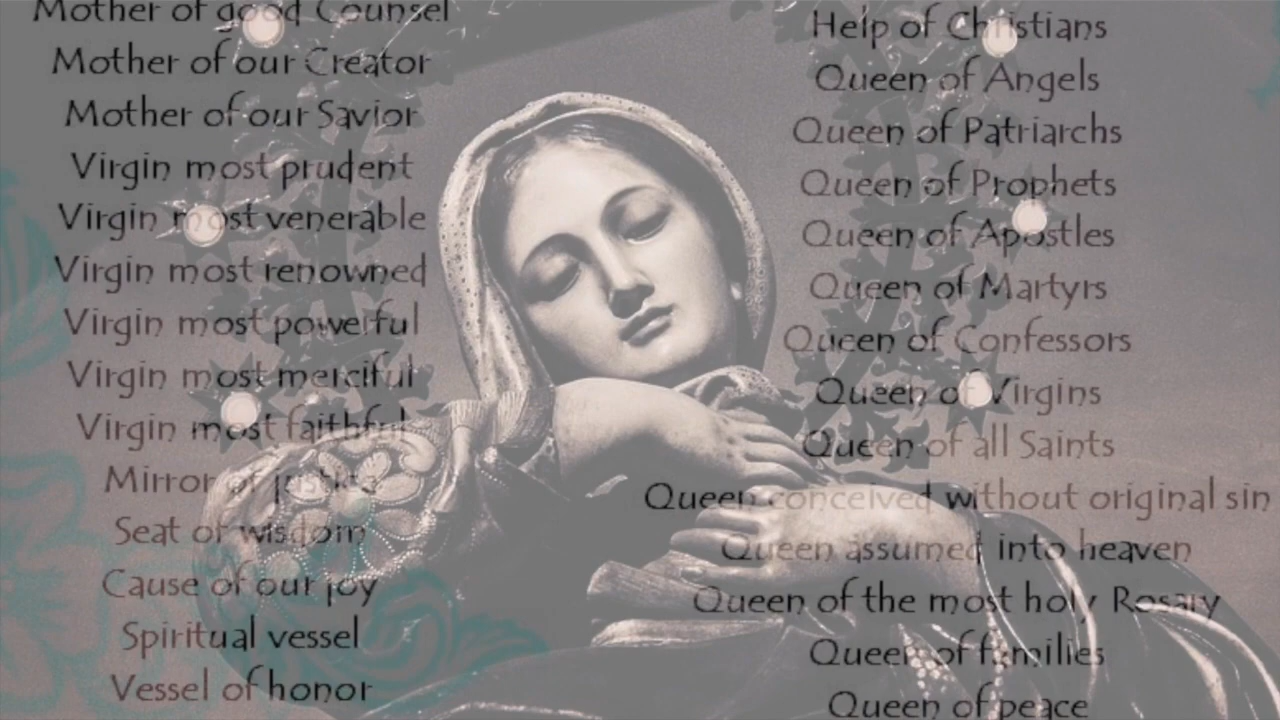 Mother of good Counsel
Mother of our Creator
Mother of our Savior
Virgin most prudent
Virgin most venerable
Virgin most renowned
Virgin most powerful
Virgin most merciful
Virgin most faithful
Mirror of justice
Seat of wisdom
Cause of our joy
Spiritual vessel
Vessel of honor
Help of Christians
Queen of Angels
Queen of Patriarchs
Queen of Prophets
Queen of Apostles
Queen of Martyrs
Queen of Confessors
Queen of Virgins
Queen of all Saints
Queen conceived without original sin
Queen assumed into heaven
Queen of the most holy Rosary
Queen of families
Queen of peace